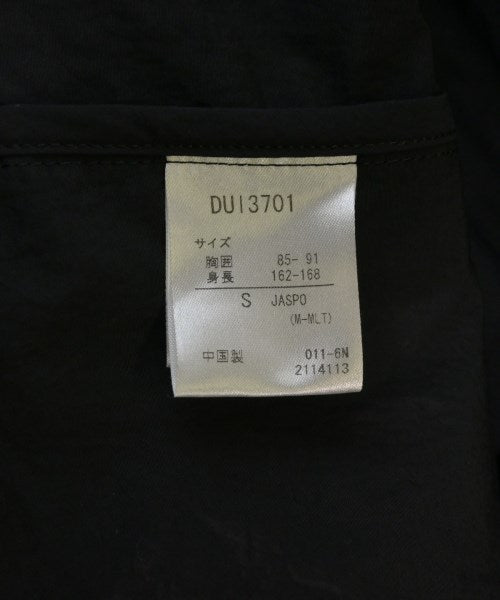 DUI3701
サイズ
胸囲 85- 91
身長 162-168
S JASPO
(M-MLT)
中国製 011-6N
2114113